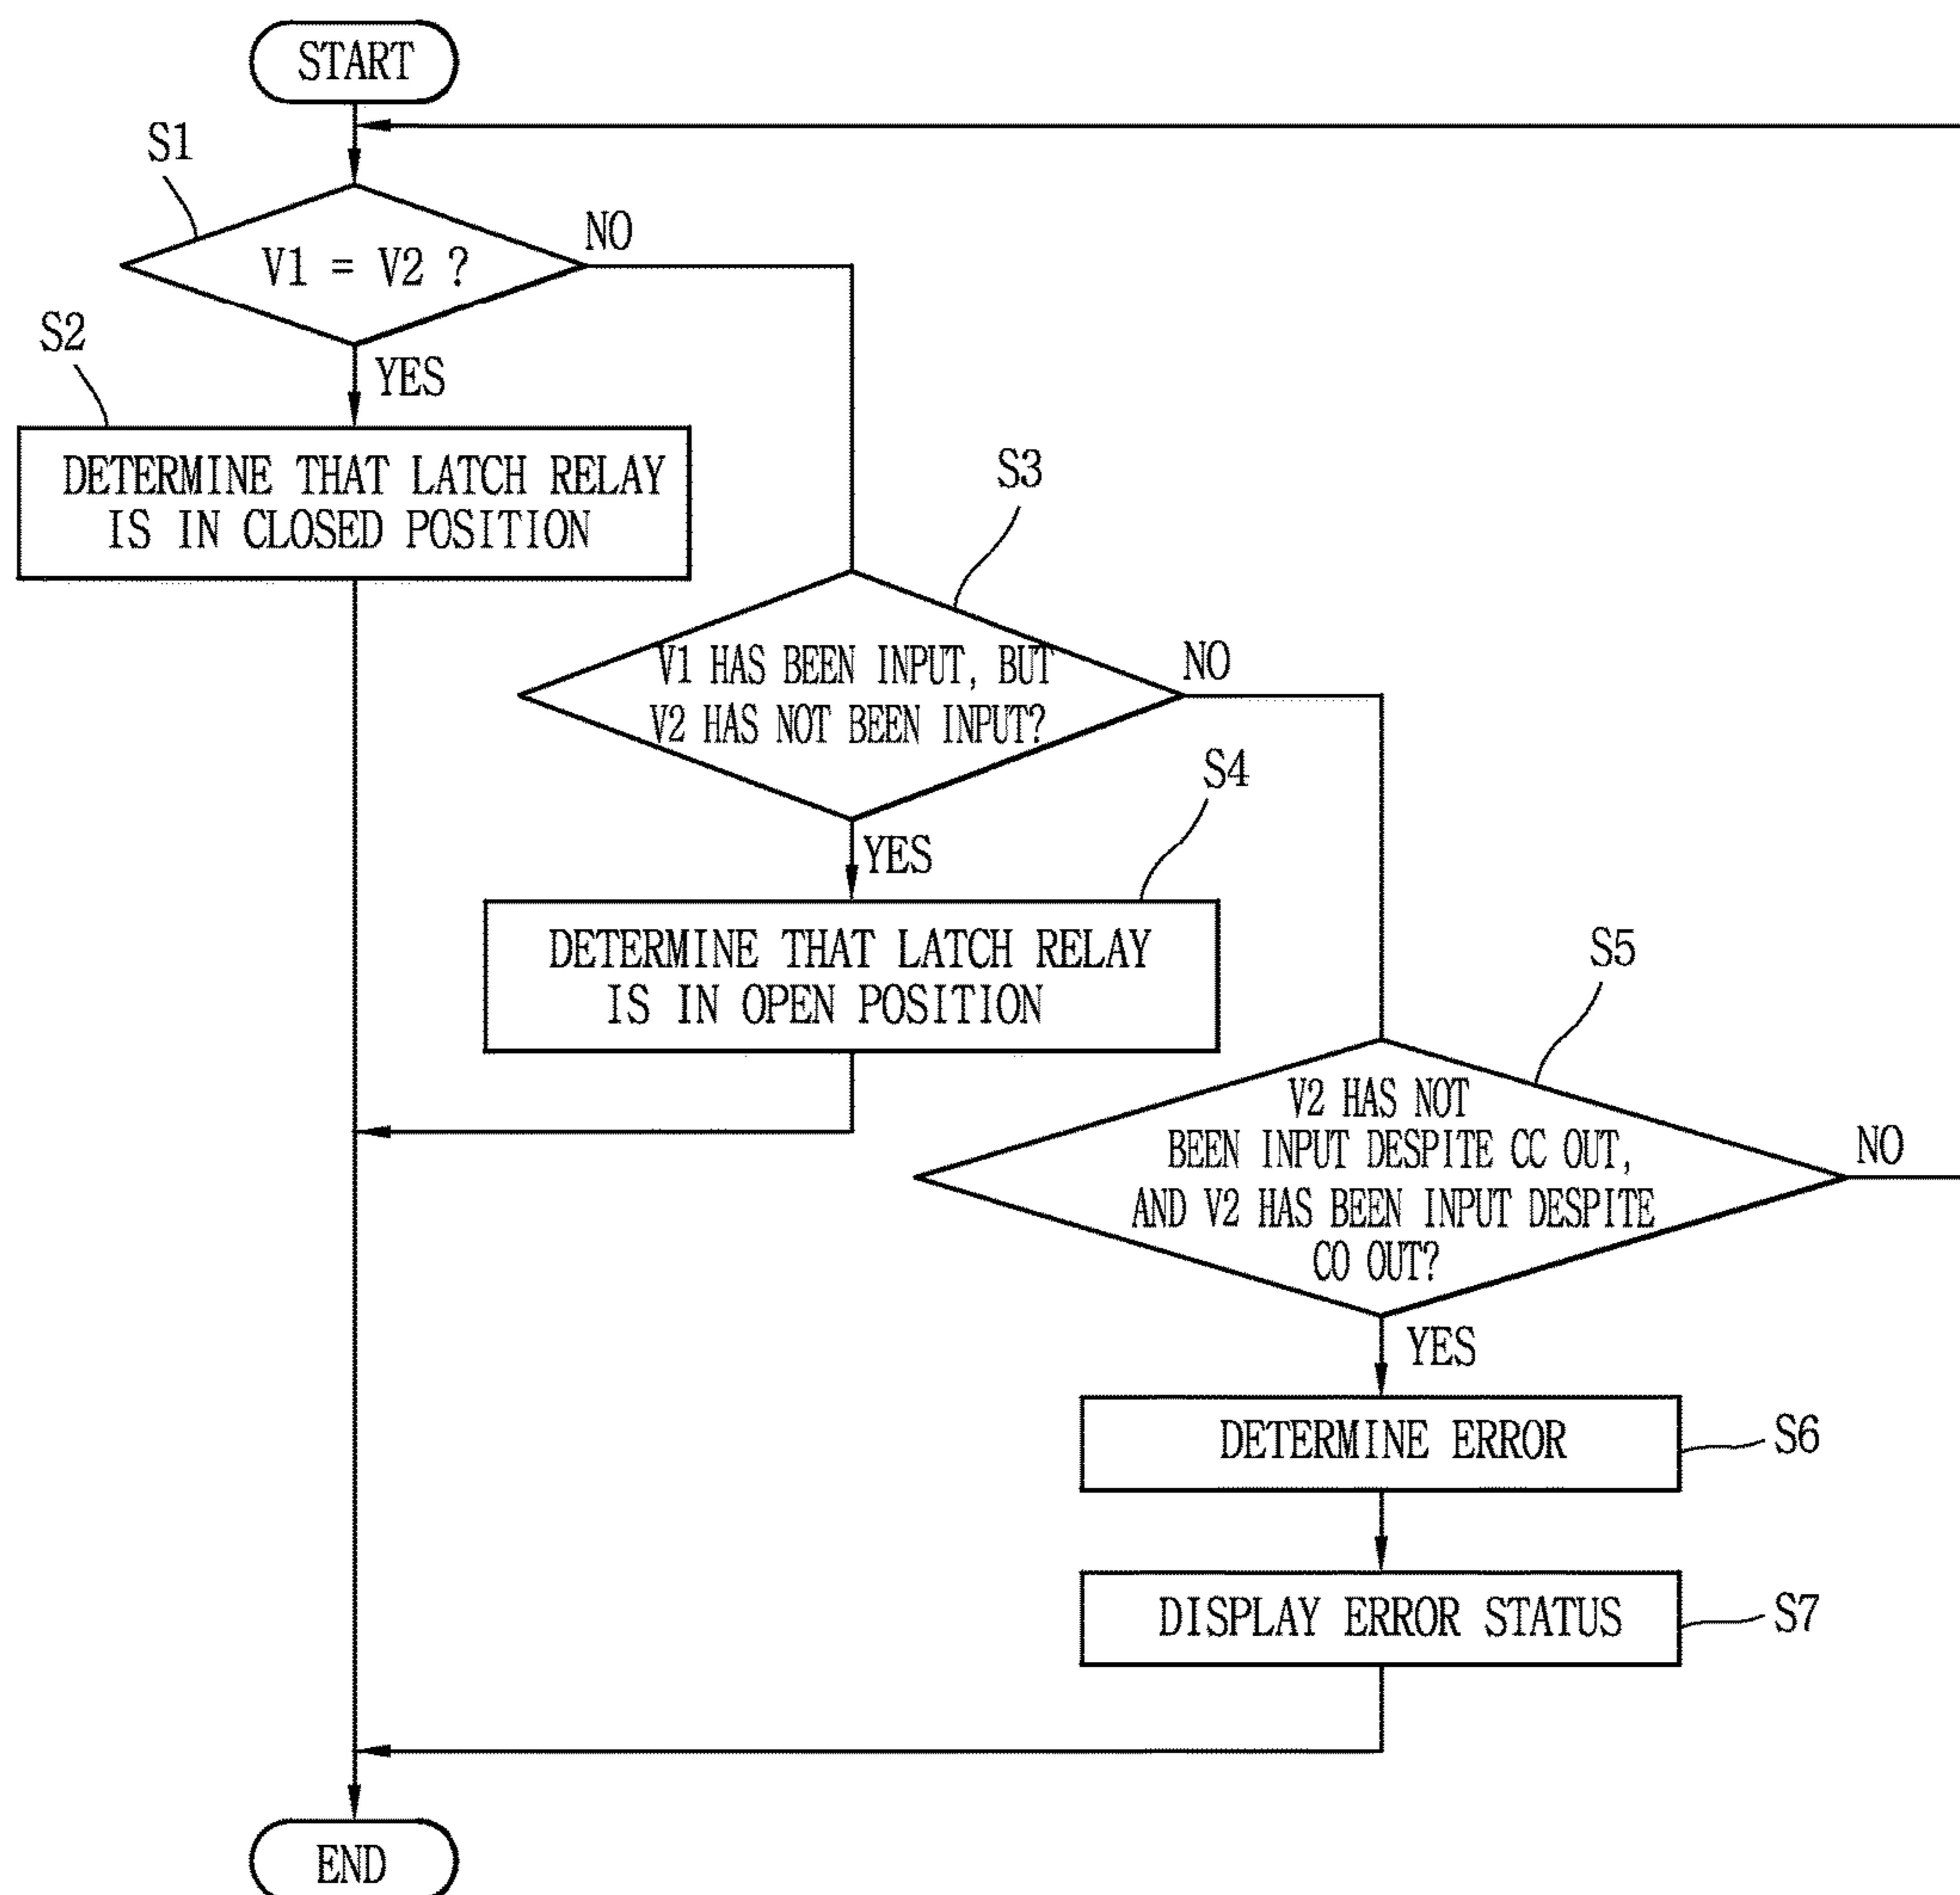 START
S1
V1 = V2 ?
NO
S2
YES
DETERMINE THAT LATCH RELAY
IS IN CLOSED POSITION
S3
V1 HAS BEEN INPUT, BUT
V2 HAS NOT BEEN INPUT?
NO
S4
YES
DETERMINE THAT LATCH RELAY
IS IN OPEN POSITION
S5
V2 HAS NOT
BEEN INPUT DESPITE CC OUT,
AND V2 HAS BEEN INPUT DESPITE
CO OUT?
NO
YES
DETERMINE ERROR
S6
DISPLAY ERROR STATUS
S7
END